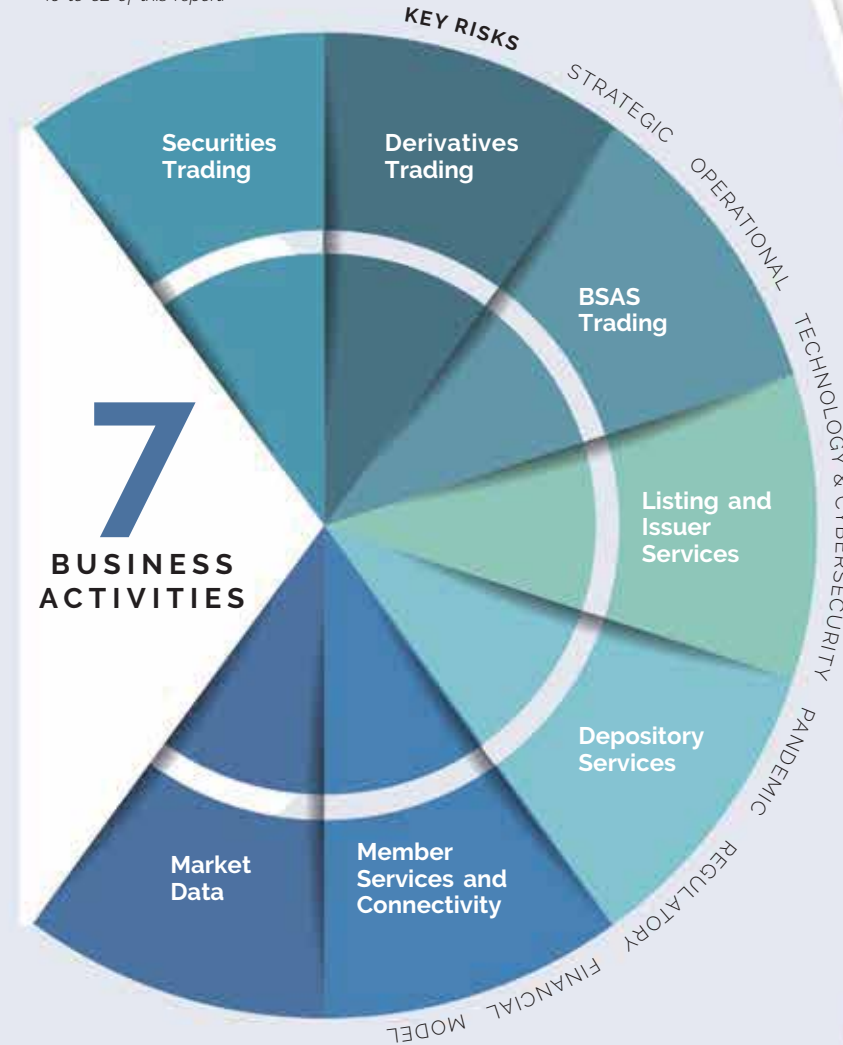 KEY RISKS
STRATEGIC OPERATIONAL TECHNOLOGY & CYBERSECURITY PANDEMIC REGULATORY FINANCIAL MODEL
Securities
Trading
Derivatives
Trading
BSAS
Trading
Listing and
Issuer
Services
Depository
Services
Member
Services and
Connectivity
Market
Data
7
BUSINESS
ACTIVITIES